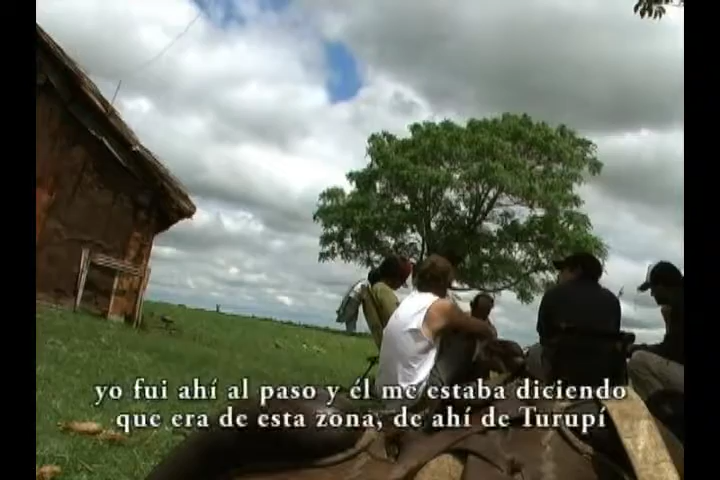 yo fui ahí al paso y él me estaba diciendo
que era de esta zona, de ahí de Turupí